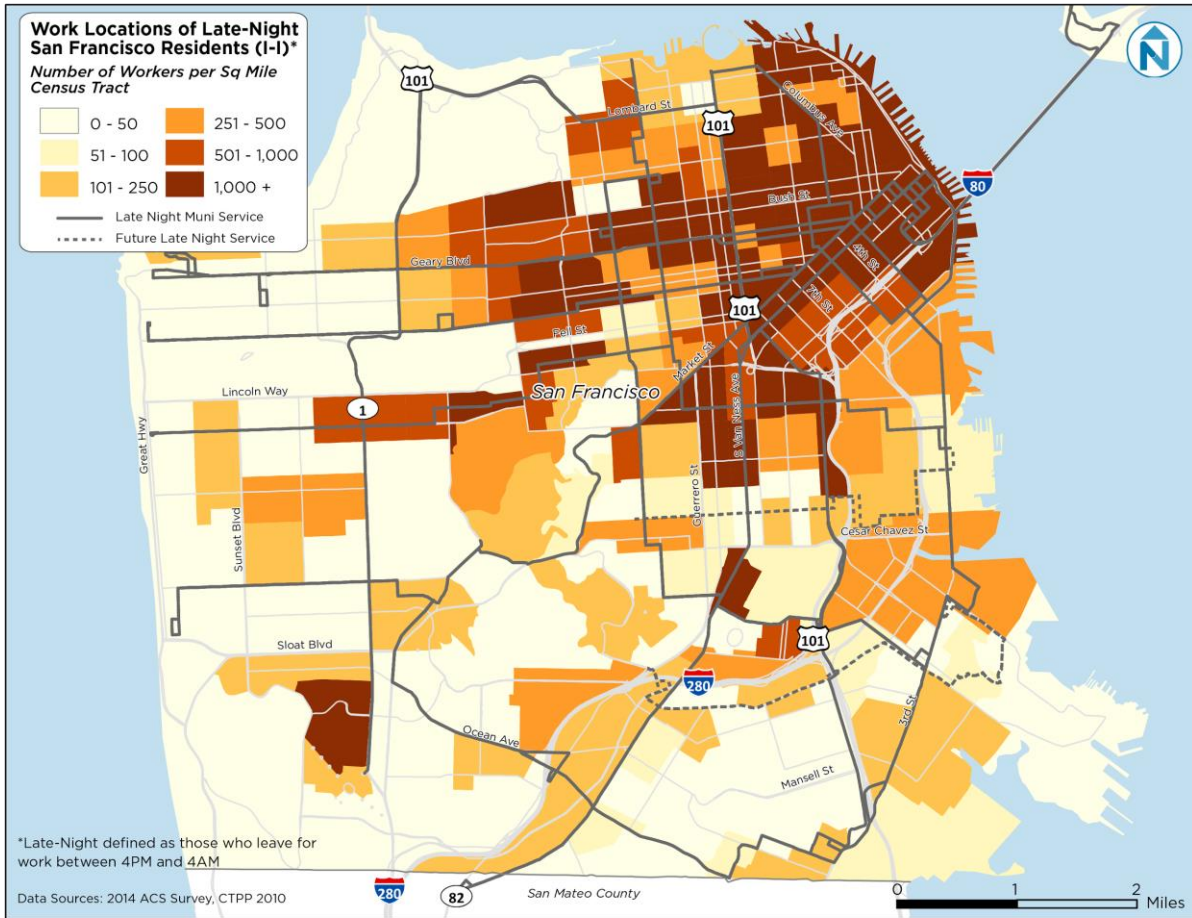 Work Locations of Late-Night
San Francisco Residents (I-I)*
Number of Workers per Sq Mile
Census Tract
0 - 50
251 - 500
51 - 100
501 - 1,000
101 - 250
1,000 +
Late Night Muni Service
Future Late Night Service
N
101
Lombard St
Columbus Ave
101
80
Bush St
Geary Blvd
4th St
7th St
101
Fell St
Market St
San Francisco
Lincoln Way
1
Great Hwy
S Van Ness Ave
Guerrero St
Sunset Blvd
Cesar Chavez St
Sloat Blvd
101
280
3rd St
Ocean Ave
Mansell St
*Late-Night defined as those who leave for
work between 4PM and 4AM
Data Sources: 2014 ACS Survey, CTPP 2010
280
82
San Mateo County
0 1 2
Miles